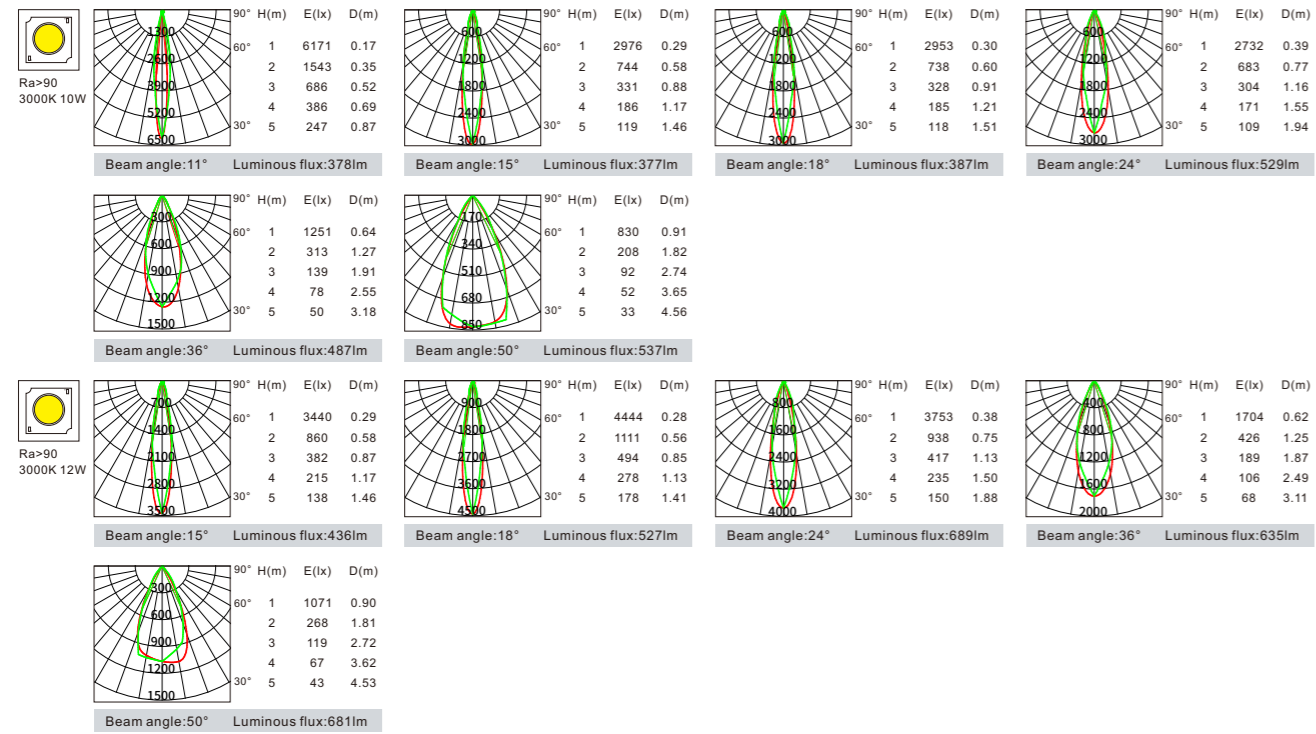 Ra>90
3000K 10W
1300
2600
3900
5200
6500
90°
60°
30°
H(m) E(lx) D(m)
1 6171 0.17
2 1543 0.35
3 686 0.52
4 386 0.69
5 247 0.87
Beam angle:11° Luminous flux:378lm
600
1200
1800
2400
3000
90°
60°
30°
H(m) E(lx) D(m)
1 2976 0.29
2 744 0.58
3 331 0.88
4 186 1.17
5 119 1.46
Beam angle:15° Luminous flux:377lm
600
1200
1800
2400
3000
90°
60°
30°
H(m) E(lx) D(m)
1 2953 0.30
2 738 0.60
3 328 0.91
4 185 1.21
5 118 1.51
Beam angle:18° Luminous flux:387lm
600
1200
1800
2400
3000
90°
60°
30°
H(m) E(lx) D(m)
1 2732 0.39
2 683 0.77
3 304 1.16
4 171 1.55
5 109 1.94
Beam angle:24° Luminous flux:529lm
300
600
900
1200
1500
90°
60°
30°
H(m) E(lx) D(m)
1 1251 0.64
2 313 1.27
3 139 1.91
4 78 2.55
5 50 3.18
Beam angle:36° Luminous flux:487lm
170
340
510
680
850
90°
60°
30°
H(m) E(lx) D(m)
1 830 0.91
2 208 1.82
3 92 2.74
4 52 3.65
5 33 4.56
Beam angle:50° Luminous flux:537lm
Ra>90
3000K 12W
700
1400
2100
2800
3500
90°
60°
30°
H(m) E(lx) D(m)
1 3440 0.29
2 860 0.58
3 382 0.87
4 215 1.17
5 138 1.46
Beam angle:15° Luminous flux:436lm
900
1800
2700
3600
4500
90°
60°
30°
H(m) E(lx) D(m)
1 4444 0.28
2 1111 0.56
3 494 0.85
4 278 1.13
5 178 1.41
Beam angle:18° Luminous flux:527lm
800
1600
2400
3200
4000
90°
60°
30°
H(m) E(lx) D(m)
1 3753 0.38
2 938 0.75
3 417 1.13
4 235 1.50
5 150 1.88
Beam angle:24° Luminous flux:689lm
400
800
1200
1600
2000
90°
60°
30°
H(m) E(lx) D(m)
1 1704 0.62
2 426 1.25
3 189 1.87
4 106 2.49
5 68 3.11
Beam angle:36° Luminous flux:635lm
300
600
900
1200
1500
90°
60°
30°
H(m) E(lx) D(m)
1 1071 0.90
2 268 1.81
3 119 2.72
4 67 3.62
5 43 4.53
Beam angle:50° Luminous flux:681lm